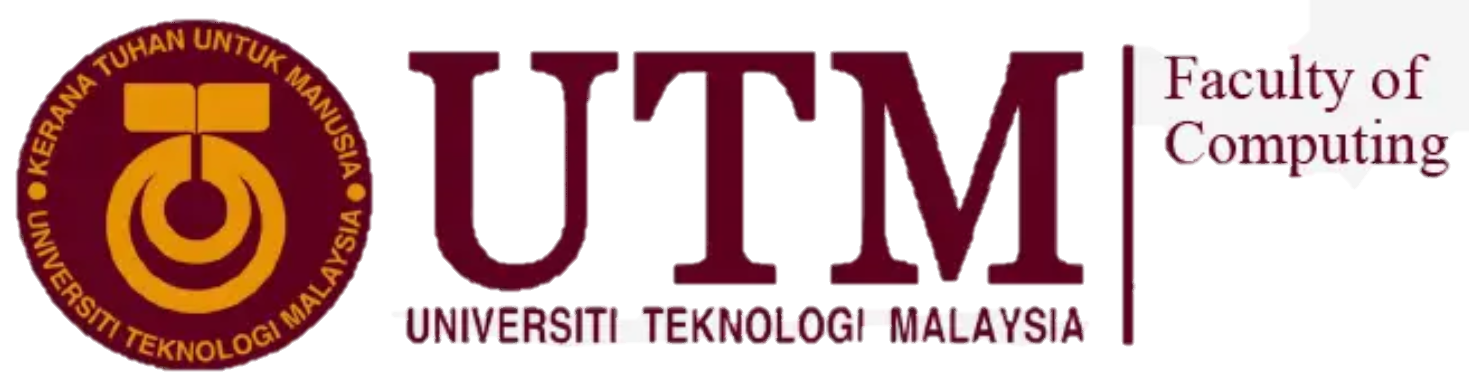 KERANA TUHAN UNTUK MANUSIA
UNIVERSITI TEKNOLOGI MALAYSIA
UTM
UNIVERSITI TEKNOLOGI MALAYSIA
Faculty of
Computing